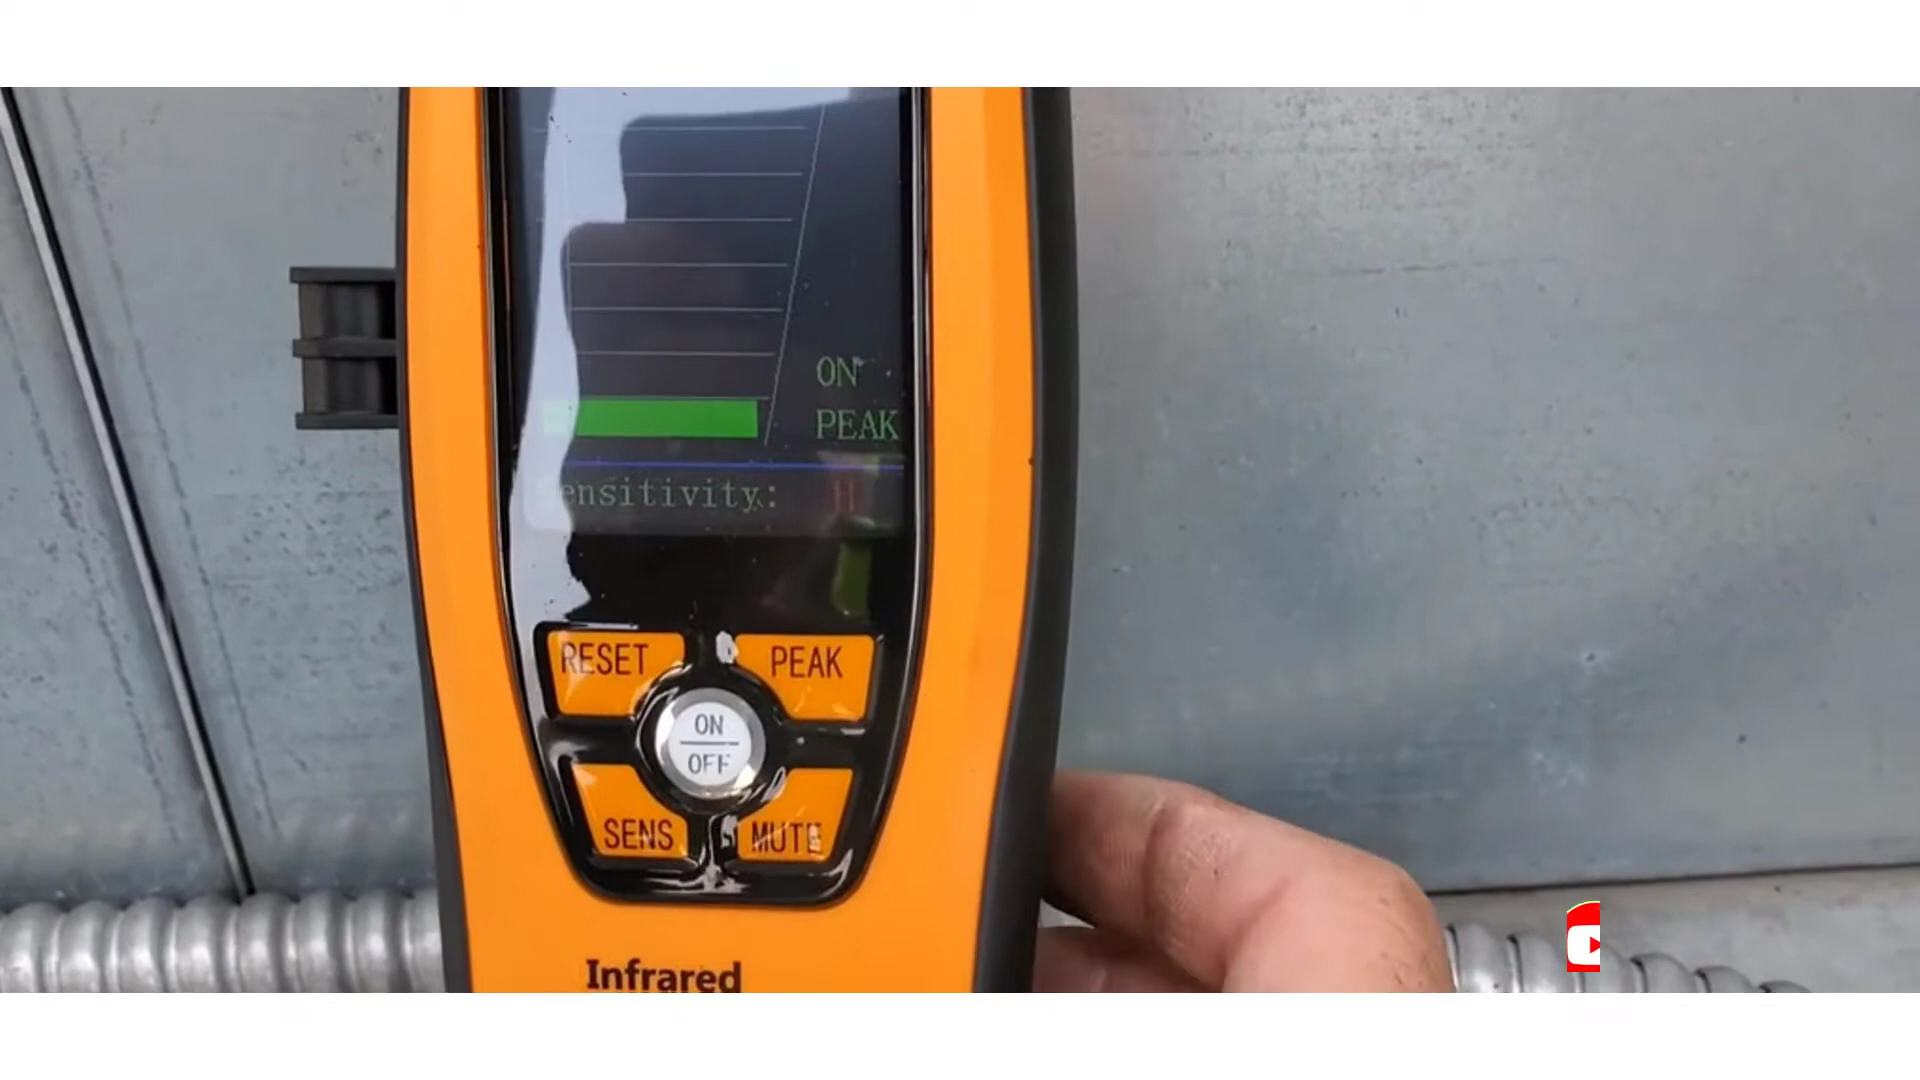 ON
PEAK
ensitivity: H
RESET PEAK
ON
OFF
SENS MUTE
Infrared